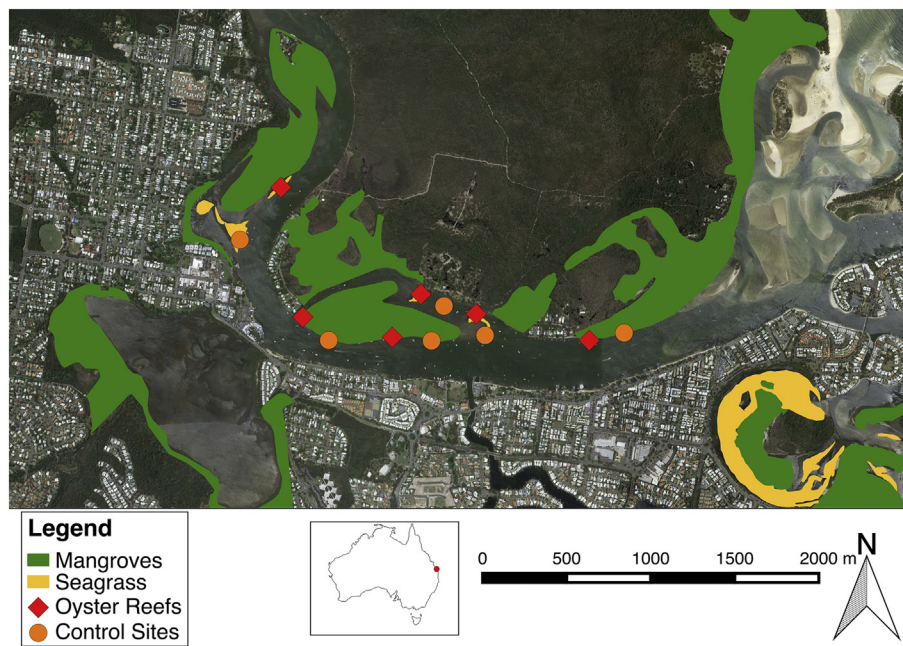 Legend
Mangroves
Seagrass
Oyster Reefs
Control Sites
0 500 1000 1500 2000 m
N